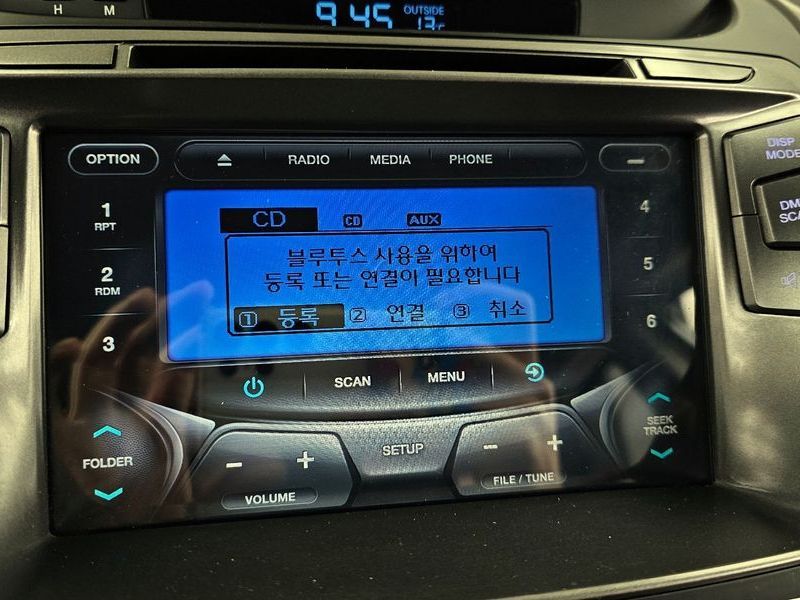 H M
9:45 OUTSIDE 13c
OPTION
RADIO MEDIA PHONE
DISP
MODE
1
RPT
2
RDM
3
4
5
6
CD CD AUX
블루투스 사용을 위하여
등록 또는 연결이 필요합니다
① 등록 ② 연결 ③ 취소
SCAN MENU
FOLDER
- +
VOLUME
SETUP
- +
FILE / TUNE
SEEK
TRACK